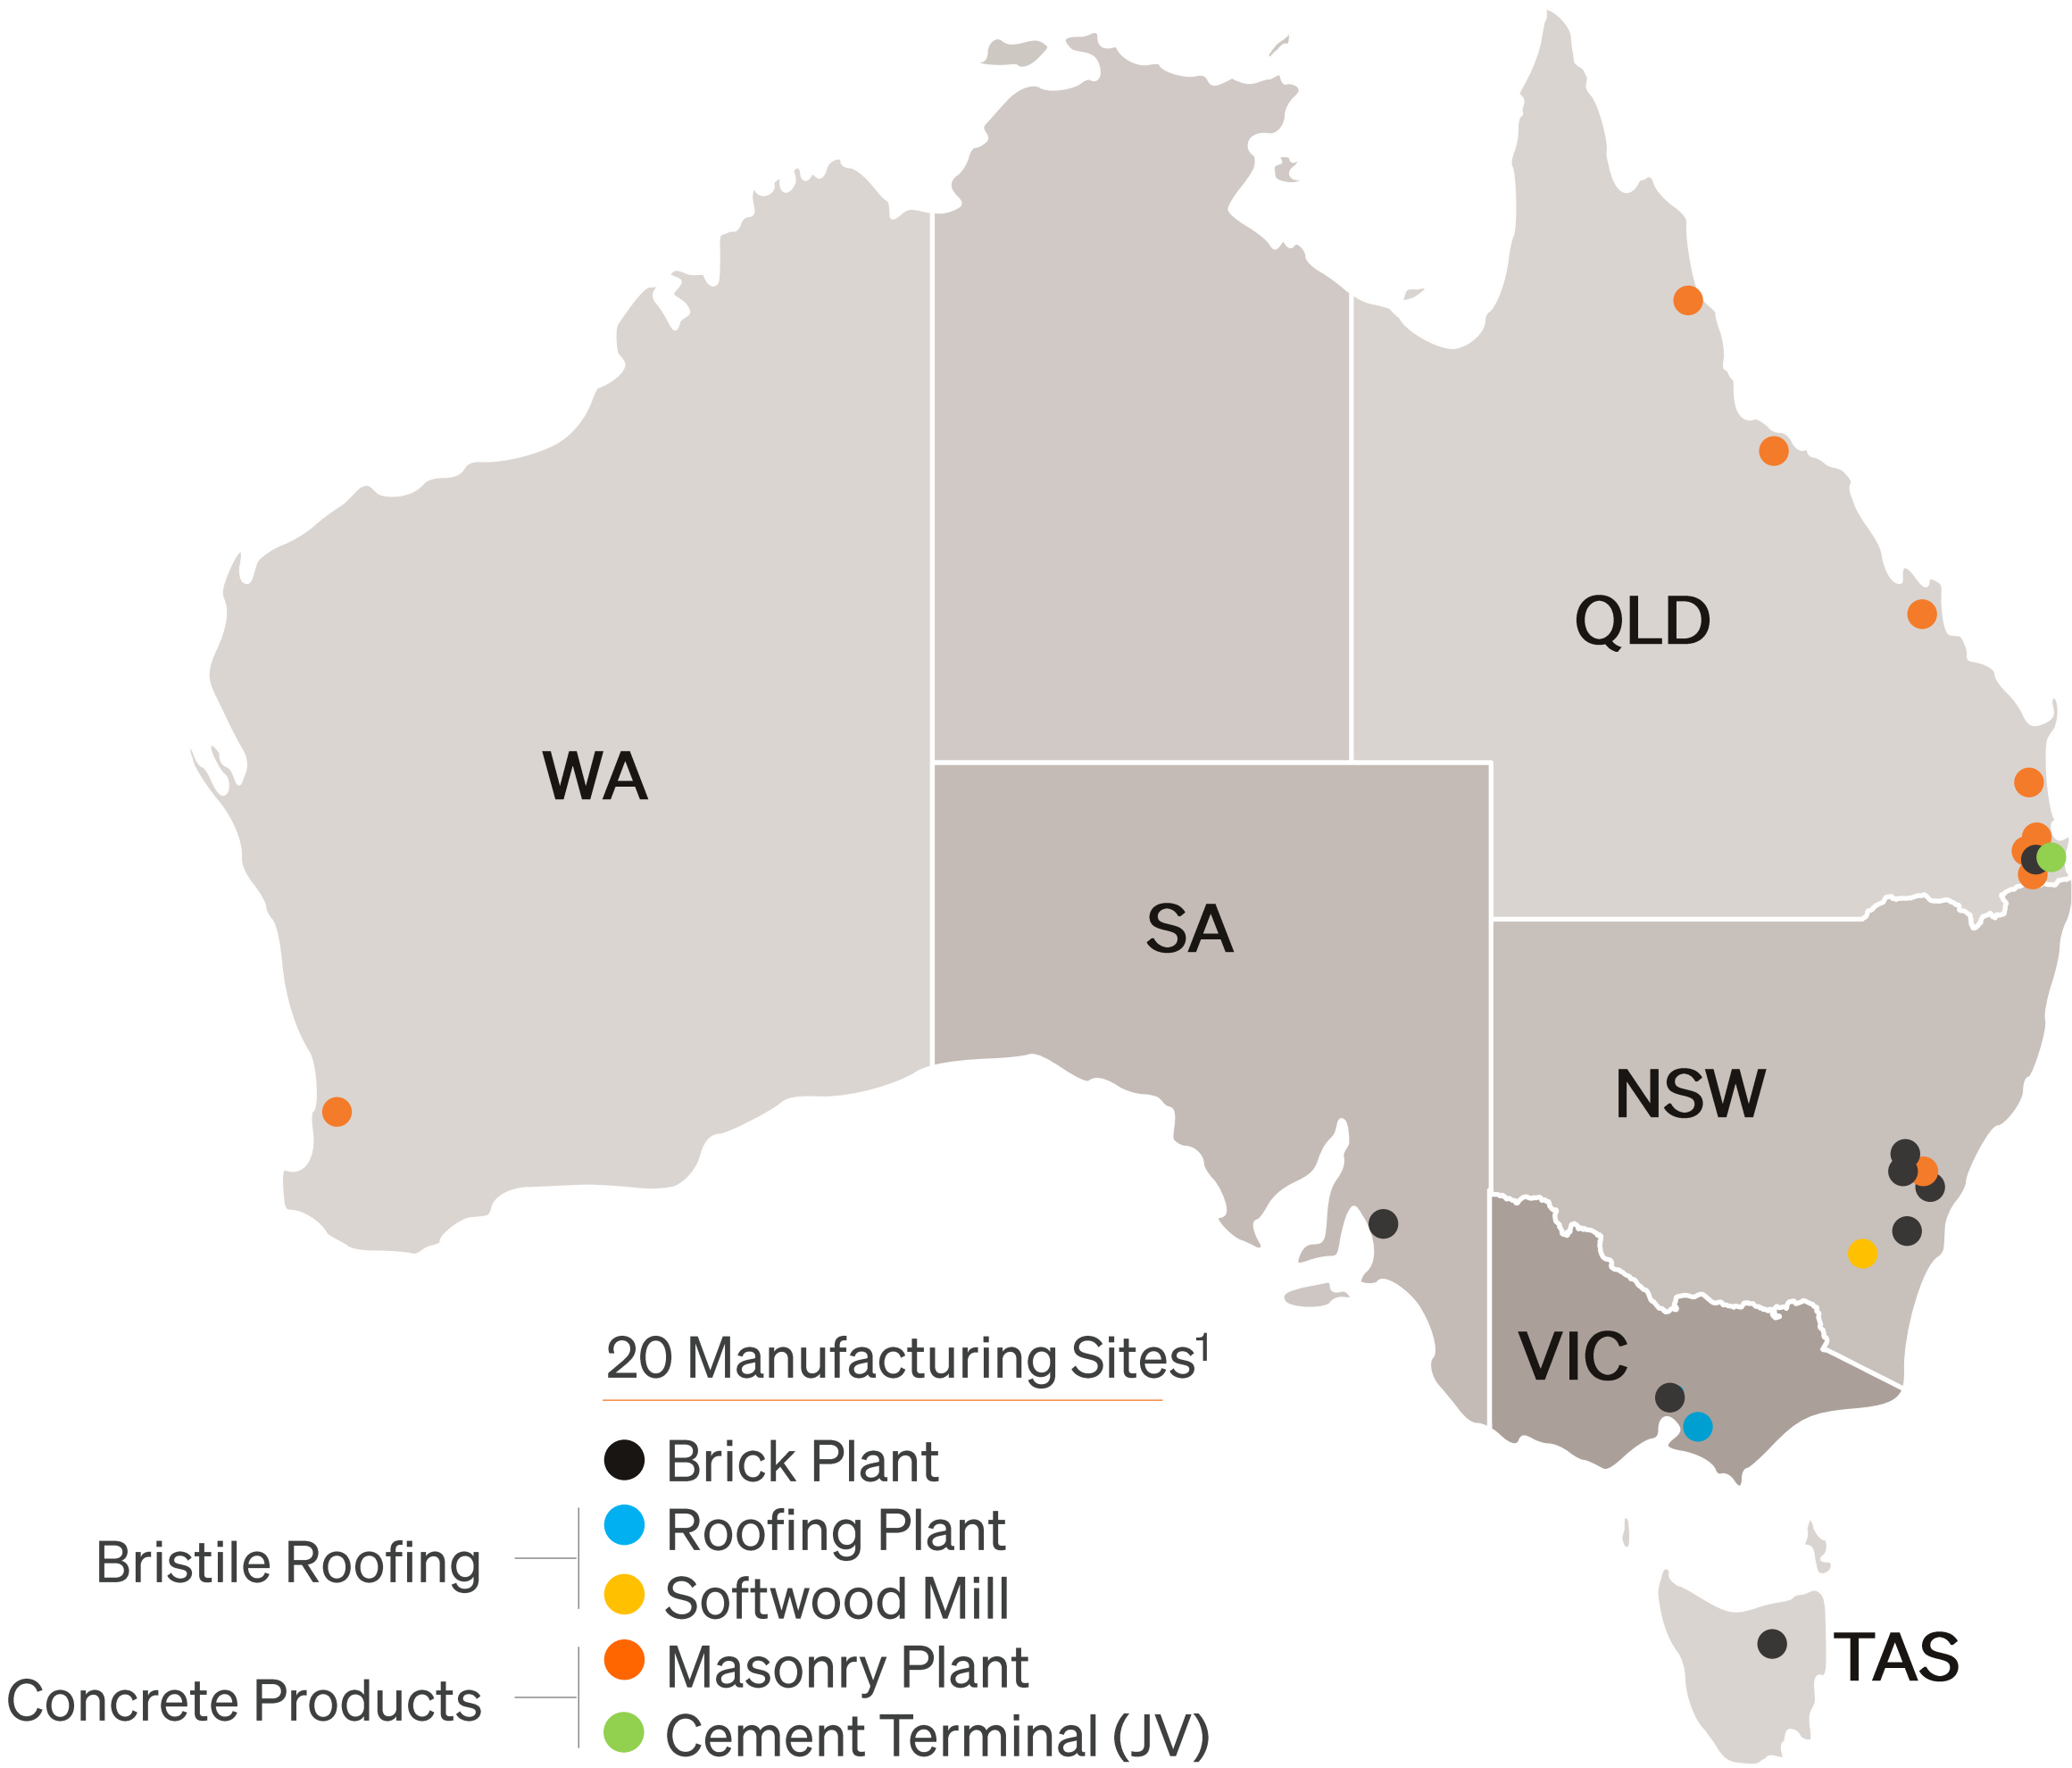 QLD
WA
SA
NSW
VIC
20 Manufacturing Sites¹
Brick Plant
Roofing Plant
Bristile Roofing
Softwood Mill
Masonry Plant
TAS
Concrete Products
Cement Terminal (JV)